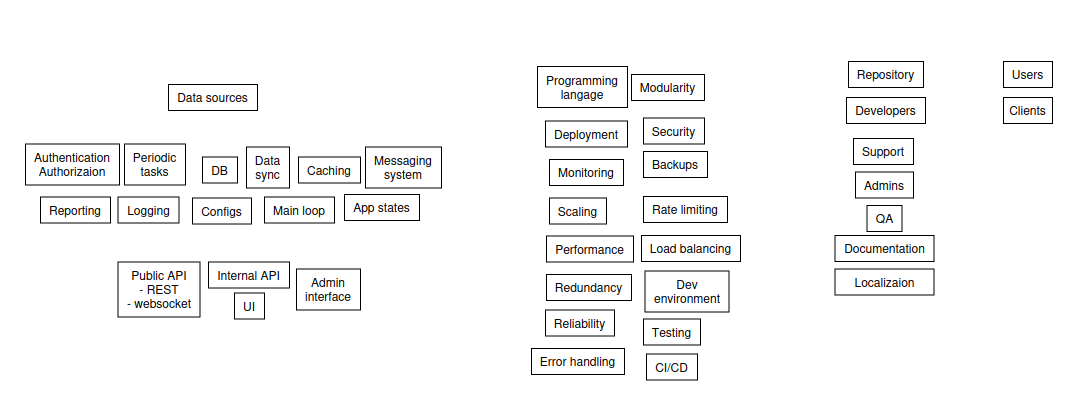 Data sources
Authentication
Authorizaion
Periodic
tasks
DB
Data
sync
Caching
Messaging
system
Reporting
Logging
Configs
Main loop
App states
Public API
- REST
- websocket
Internal API
UI
Admin
interface
Programming
langage
Modularity
Deployment
Security
Monitoring
Backups
Scaling
Rate limiting
Performance
Load balancing
Redundancy
Dev
environment
Reliability
Testing
Error handling
CI/CD
Repository
Developers
Support
Admins
QA
Documentation
Localizaion
Users
Clients